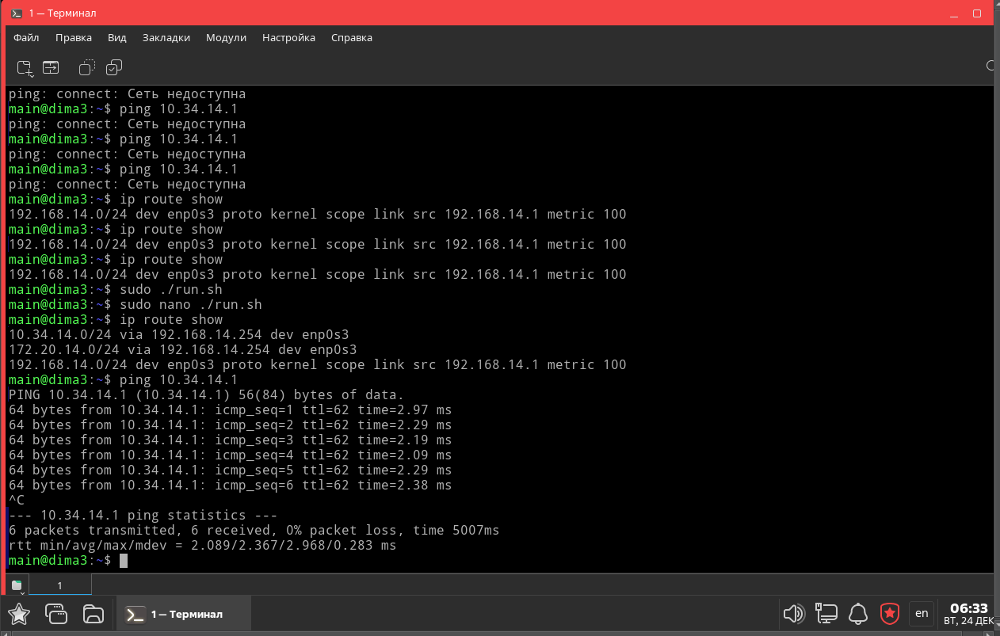 1 — Терминал
Файл Правка Вид Закладки Модули Настройка Справка
ping: connect: Сеть недоступна
main@dima3:~$ ping 10.34.14.1
ping: connect: Сеть недоступна
main@dima3:~$ ping 10.34.14.1
ping: connect: Сеть недоступна
main@dima3:~$ ping 10.34.14.1
ping: connect: Сеть недоступна
main@dima3:~$ ip route show
192.168.14.0/24 dev enp0s3 proto kernel scope link src 192.168.14.1 metric 100
main@dima3:~$ ip route show
192.168.14.0/24 dev enp0s3 proto kernel scope link src 192.168.14.1 metric 100
main@dima3:~$ ip route show
192.168.14.0/24 dev enp0s3 proto kernel scope link src 192.168.14.1 metric 100
main@dima3:~$ sudo ./run.sh
main@dima3:~$ sudo nano ./run.sh
main@dima3:~$ ip route show
10.34.14.0/24 via 192.168.14.254 dev enp0s3
172.20.14.0/24 via 192.168.14.254 dev enp0s3
192.168.14.0/24 dev enp0s3 proto kernel scope link src 192.168.14.1 metric 100
main@dima3:~$ ping 10.34.14.1
PING 10.34.14.1 (10.34.14.1) 56(84) bytes of data.
64 bytes from 10.34.14.1: icmp_seq=1 ttl=62 time=2.97 ms
64 bytes from 10.34.14.1: icmp_seq=2 ttl=62 time=2.29 ms
64 bytes from 10.34.14.1: icmp_seq=3 ttl=62 time=2.19 ms
64 bytes from 10.34.14.1: icmp_seq=4 ttl=62 time=2.09 ms
64 bytes from 10.34.14.1: icmp_seq=5 ttl=62 time=2.29 ms
64 bytes from 10.34.14.1: icmp_seq=6 ttl=62 time=2.38 ms
^C
--- 10.34.14.1 ping statistics ---
6 packets transmitted, 6 received, 0% packet loss, time 5007ms
rtt min/avg/max/mdev = 2.089/2.367/2.968/0.283 ms
main@dima3:~$
1
1 — Терминал
en
06:33
ВТ, 24 ДЕК